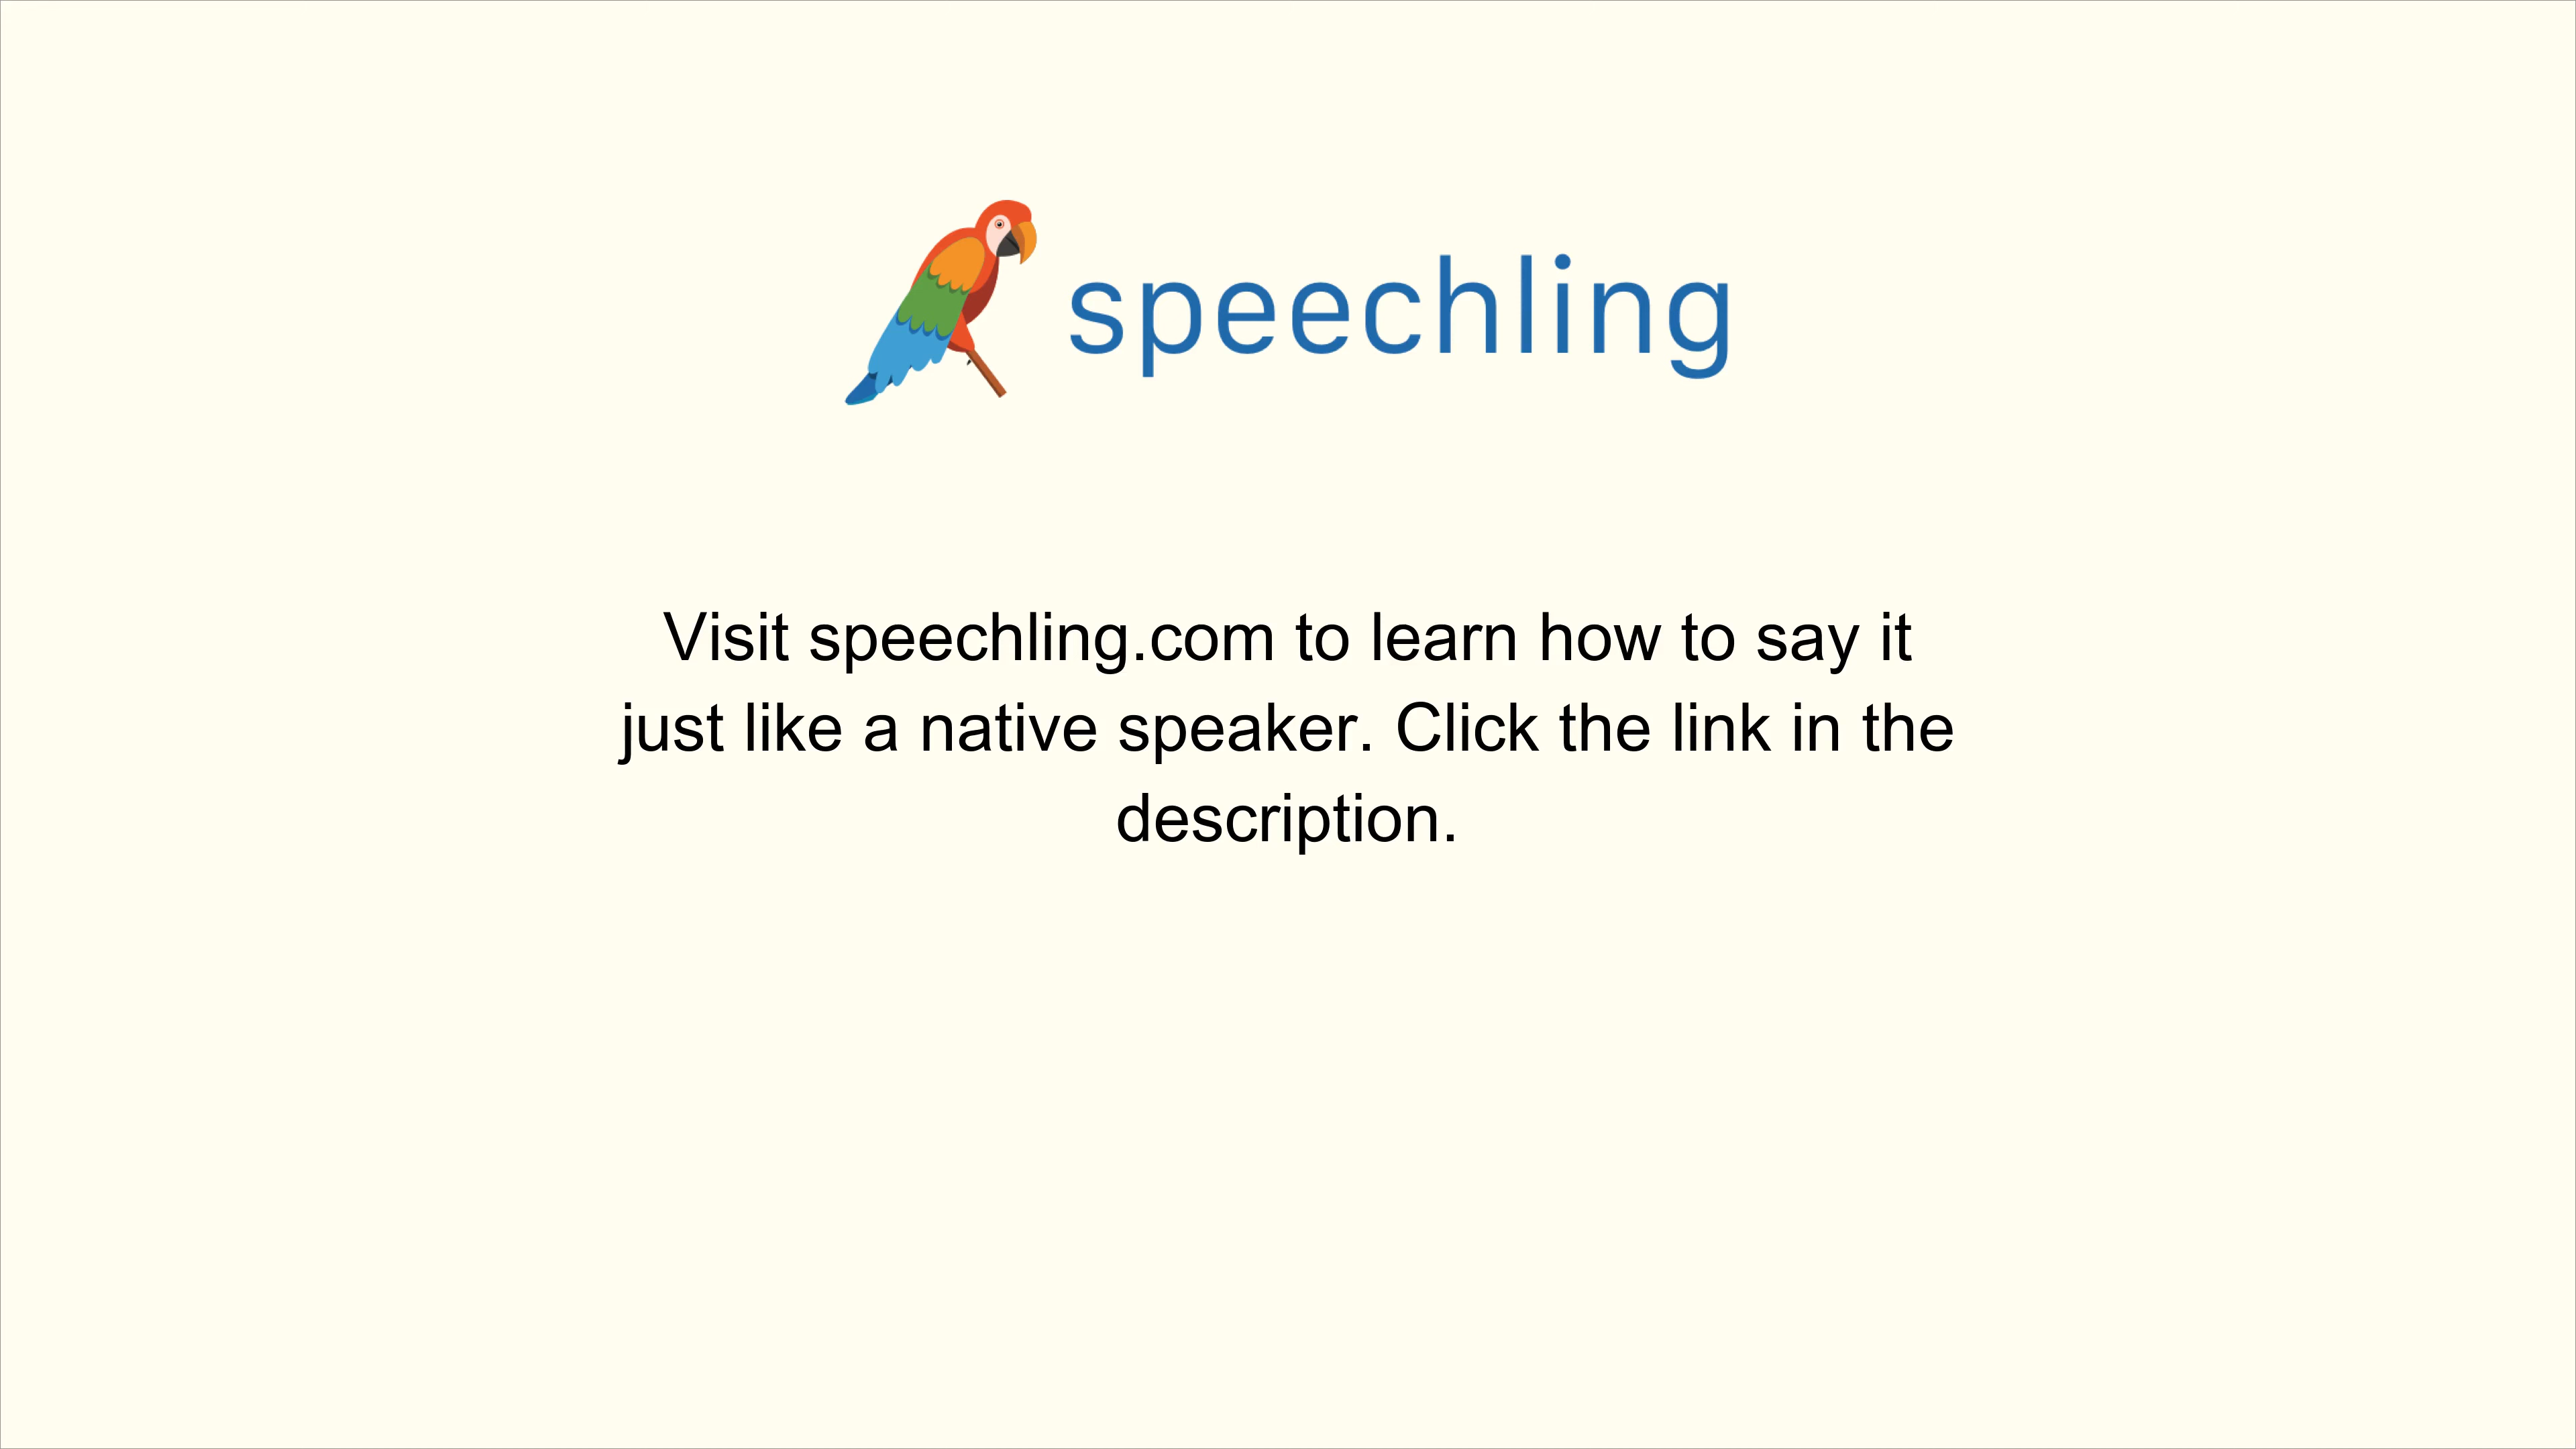 speechling
Visit speechling.com to learn how to say it
just like a native speaker. Click the link in the
description.